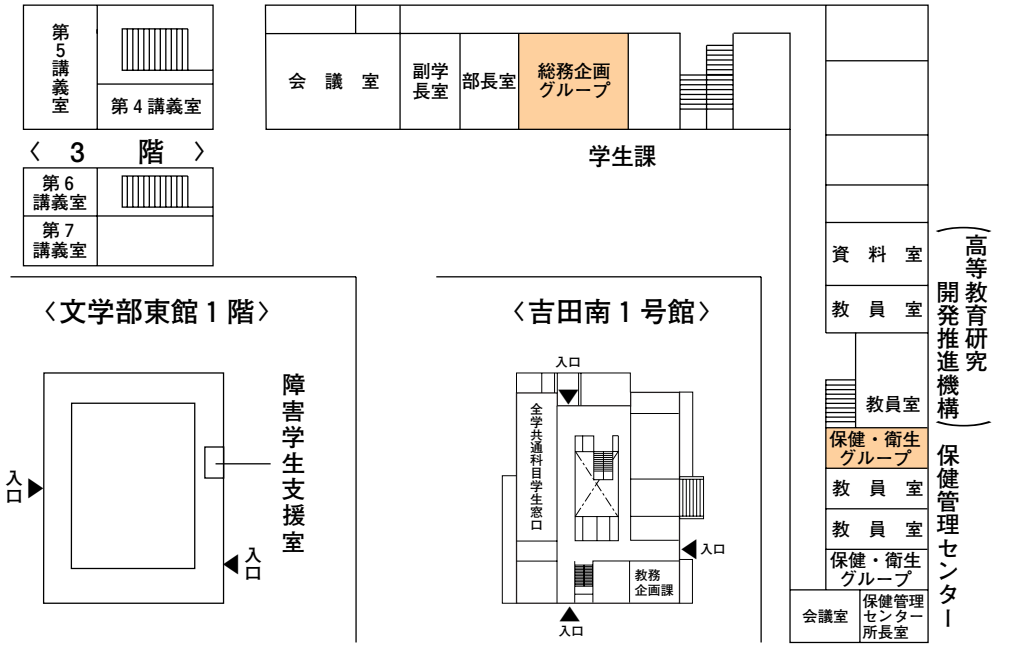 第5講義室
第4講義室
〈 3 階 〉
第6
講義室
第7
講義室
会 議 室
副学
長室
部長室
総務企画
グループ
学生課
資 料 室
教 員 室
教員室
保健・衛生
グループ
教 員 室
教 員 室
保健・衛生
グループ
会議室
保健管理
センター
所長室
(高等教育研究
開発推進機構)
保健管理センター
〈文学部東館1階〉
障害学生支援室
入口
入口
〈吉田南1号館〉
入口
全学共通科目学生窓口
入口
教務
企画課
入口